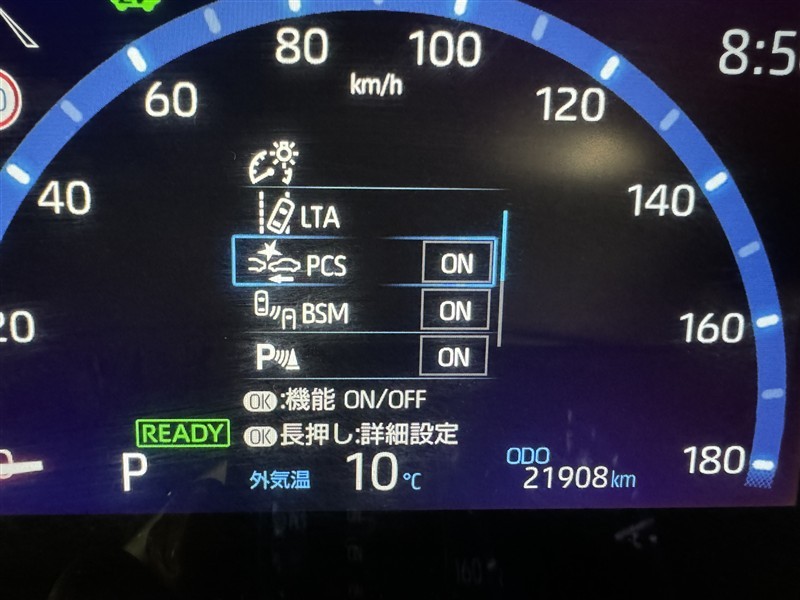 80
100
8:5
km/h
60
120
40
140
LTA
PCS ON
BSM ON
P ON
20
160
OK:機能 ON/OFF
READY
OK長押し:詳細設定
P
外気温 10℃
ODO
21908km
180